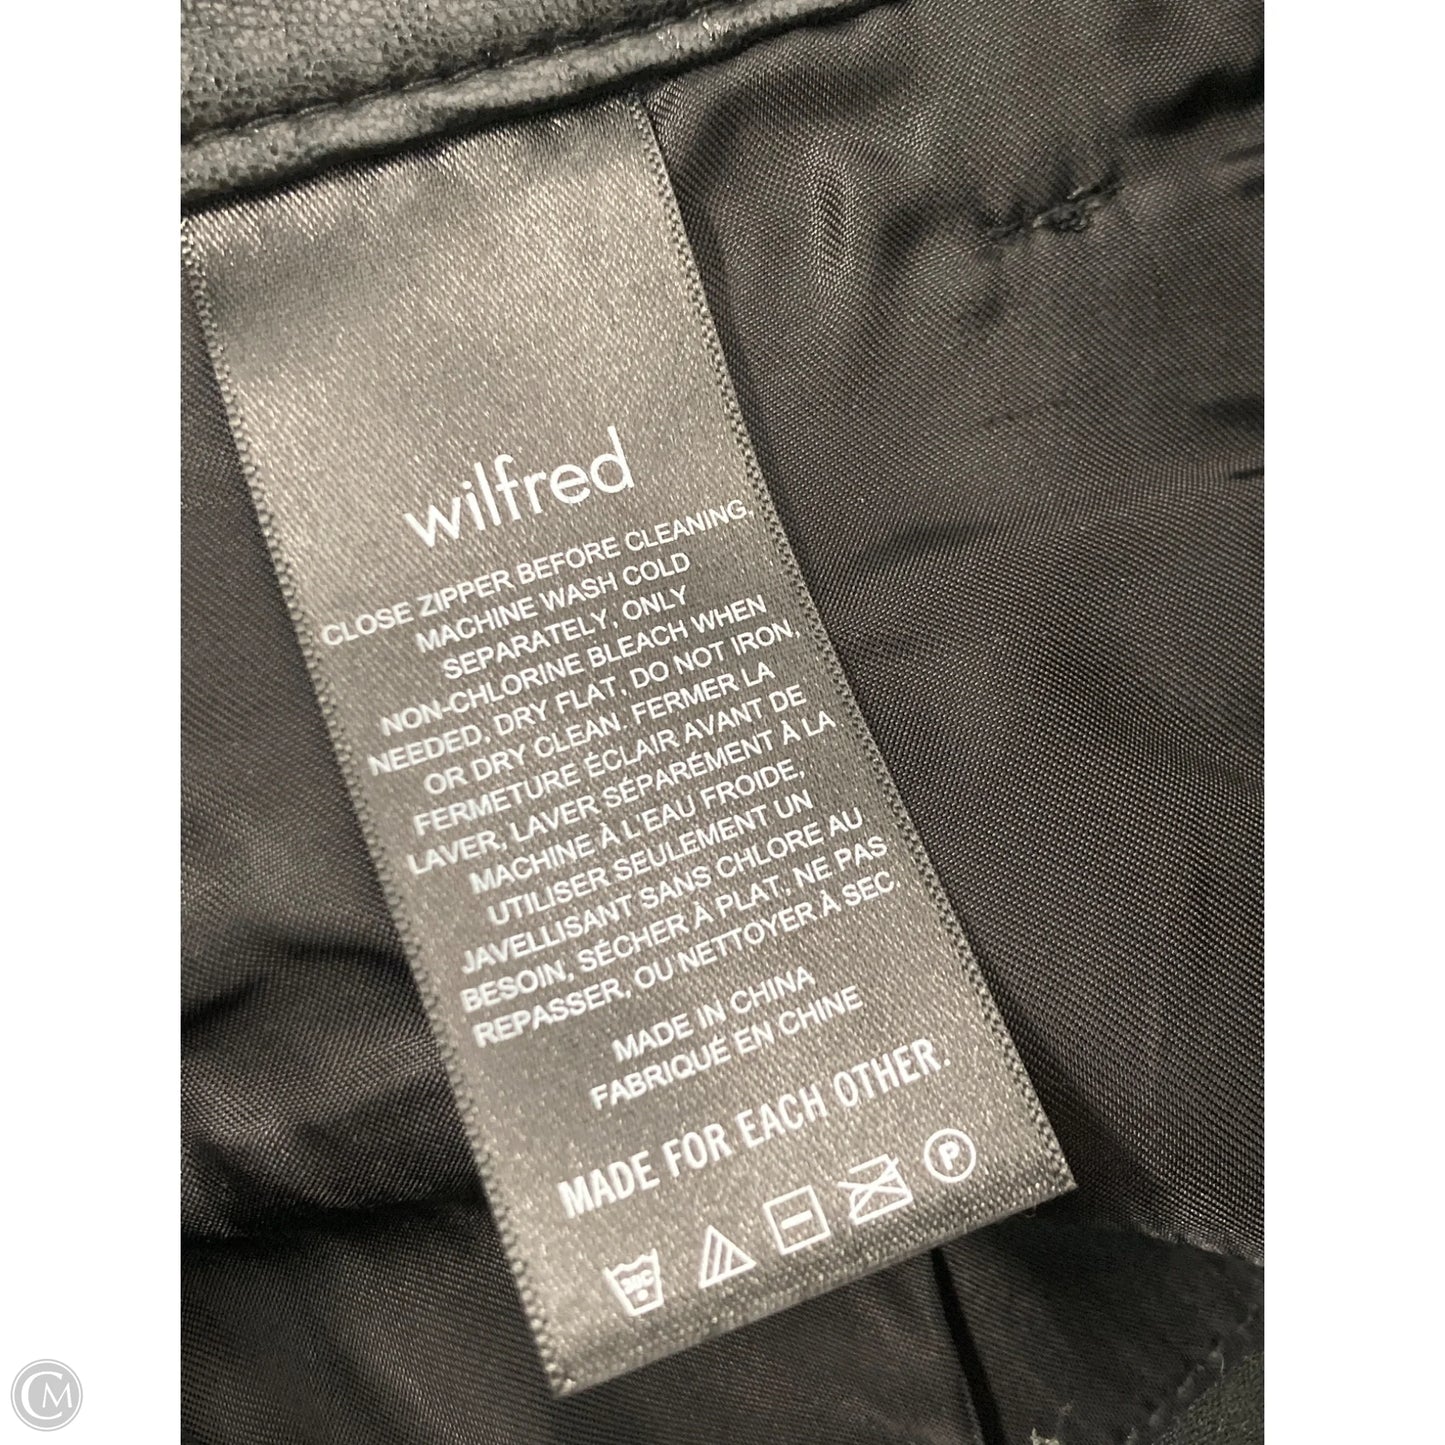 wilfred
CLOSE ZIPPER BEFORE CLEANING,
MACHINE WASH COLD
SEPARATELY, ONLY
NON-CHLORINE BLEACH WHEN
NEEDED, DRY FLAT, DO NOT IRON,
OR DRY CLEAN. FERMER LA
FERMETURE ÉCLAIR AVANT DE
LAVER, LAVER SÉPARÉMENT À LA
MACHINE À L'EAU FROIDE,
UTILISER SEULEMENT UN
JAVELLISANT SANS CHLORE AU
BESOIN, SÉCHER À PLAT, NE PAS
REPASSER, OU NETTOYER À SEC.
MADE IN CHINA
FABRIQUÉ EN CHINE
MADE FOR EACH OTHER.
30C P
CM